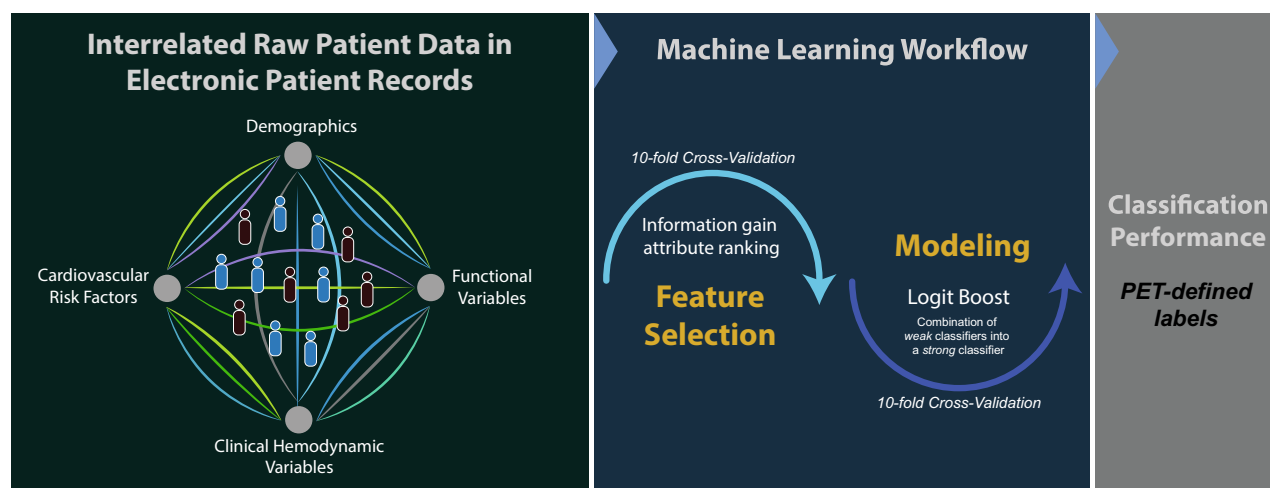 Interrelated Raw Patient Data in
Electronic Patient Records
Demographics
Cardiovascular
Risk Factors
Functional
Variables
Clinical Hemodynamic
Variables
Machine Learning Workflow
10-fold Cross-Validation
Information gain
attribute ranking
Feature
Selection
Modeling
Logit Boost
Combination of
weak classifiers into
a strong classifier
10-fold Cross-Validation
Classification
Performance
PET-defined
labels